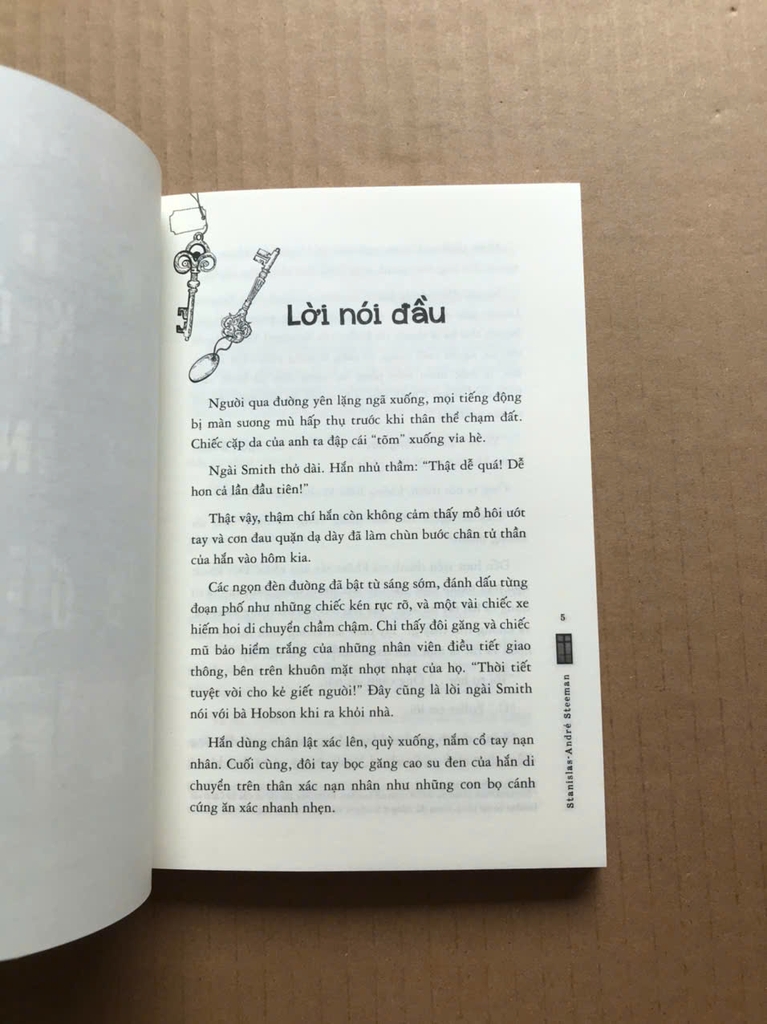 Lời nói đầu
Người qua đường yên lặng ngã xuống, mọi tiếng động
bị màn sương mù hấp thụ trước khi thân thể chạm đất.
Chiếc cặp da của anh ta đập cái “tõm” xuống vỉa hè.
Ngài Smith thở dài. Hắn nhủ thầm: “Thật dễ quá! Dễ
hơn cả lần đầu tiên!”
Thật vậy, thậm chí hắn còn không cảm thấy mồ hôi ướt
tay và cơn đau quặn dạ dày đã làm chùn bước chân tử thần
của hắn vào hôm kia.
Các ngọn đèn đường đã bật từ sáng sớm, đánh dấu từng
đoạn phố như những chiếc kén rực rỡ, và một vài chiếc xe
hiếm hoi di chuyển chầm chậm. Chỉ thấy đôi găng và chiếc
mũ bảo hiểm trắng của những nhân viên điều tiết giao
thông, bên trên khuôn mặt nhợt nhạt của họ. “Thời tiết
tuyệt vời cho kẻ giết người!” Đây cũng là lời ngài Smith
nói với bà Hobson khi ra khỏi nhà.
Hắn dùng chân lật xác lên, quỳ xuống, nắm cổ tay nạn
nhân. Cuối cùng, đôi tay bọc găng cao su đen của hắn di
chuyển trên thân xác nạn nhân như những con bọ cánh
cứng ăn xác nhanh nhẹn.
5
Stanislas-André Steeman